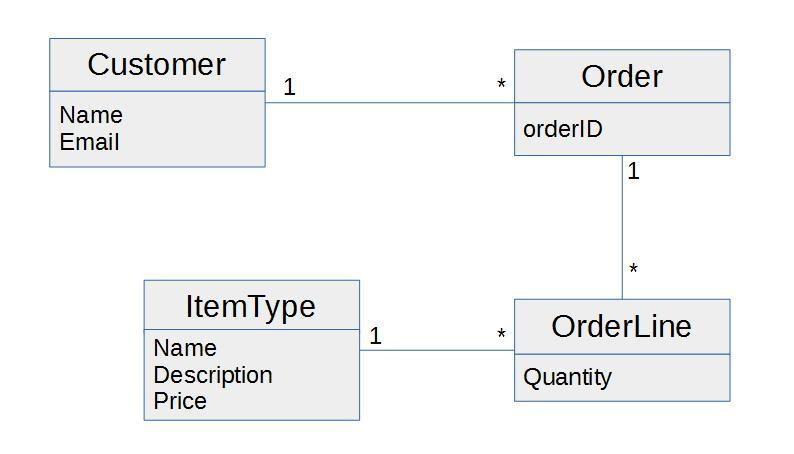 Customer
Name
Email
1
*
Order
orderID
1
*
ItemType
Name
Description
Price
1
*
OrderLine
Quantity